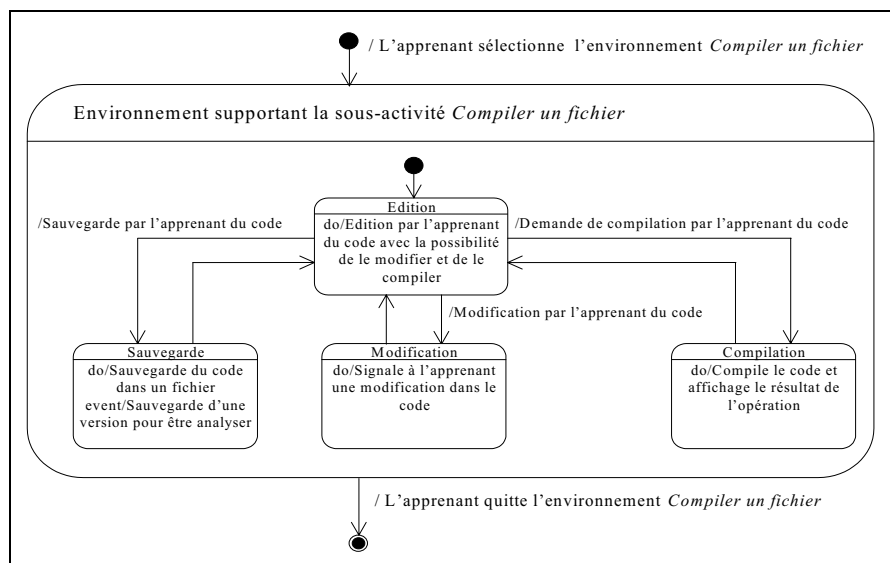 / L'apprenant sélectionne l'environnement Compiler un fichier
Environnement supportant la sous-activité Compiler un fichier
Edition
do/Edition par l'apprenant
du code avec la possibilité
de le modifier et de le
compiler
/Sauvegarde par l'apprenant du code
/Demande de compilation par l'apprenant du code
/Modification par l'apprenant du code
Sauvegarde
do/Sauvegarde du code
dans un fichier
event/Sauvegarde d'une
version pour être analyser
Modification
do/Signale à l'apprenant
une modification dans le
code
Compilation
do/Compile le code et
affichage le résultat de
l'opération
/ L'apprenant quitte l'environnement Compiler un fichier